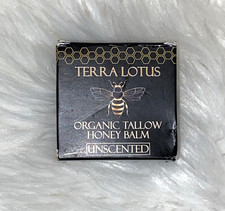 TERRA LOTUS
ORGANIC TALLOW
HONEY BALM
UNSCENTED